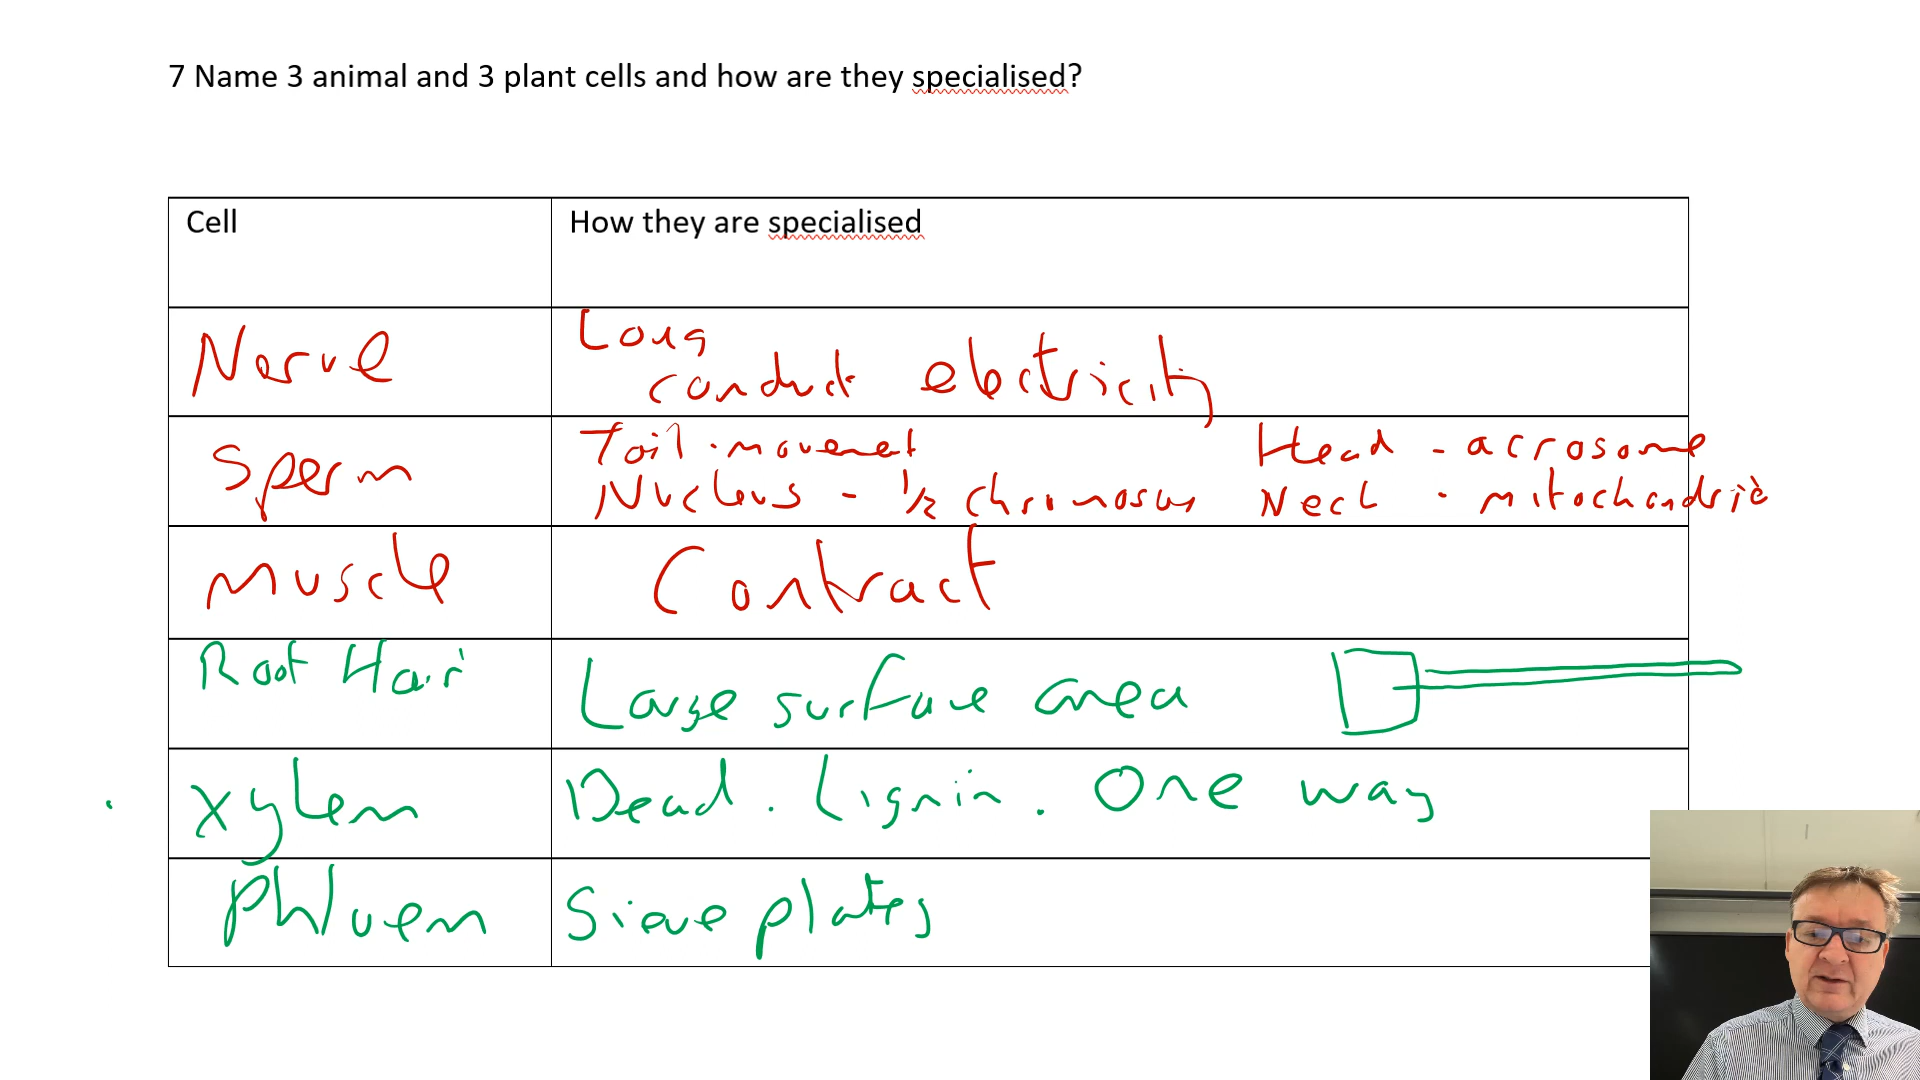 7 Name 3 animal and 3 plant cells and how are they specialised?
Cell
How they are specialised
Nerve
Long
conduct electricity
Sperm
Tail - movement
Nucleus - 1/2 chromosomes
Head - acrosome
Neck - mitochondria
Muscle
Contract
Root Hair
Large surface area
Xylem
Dead. Lignin. One way
Phloem
Sieve plates